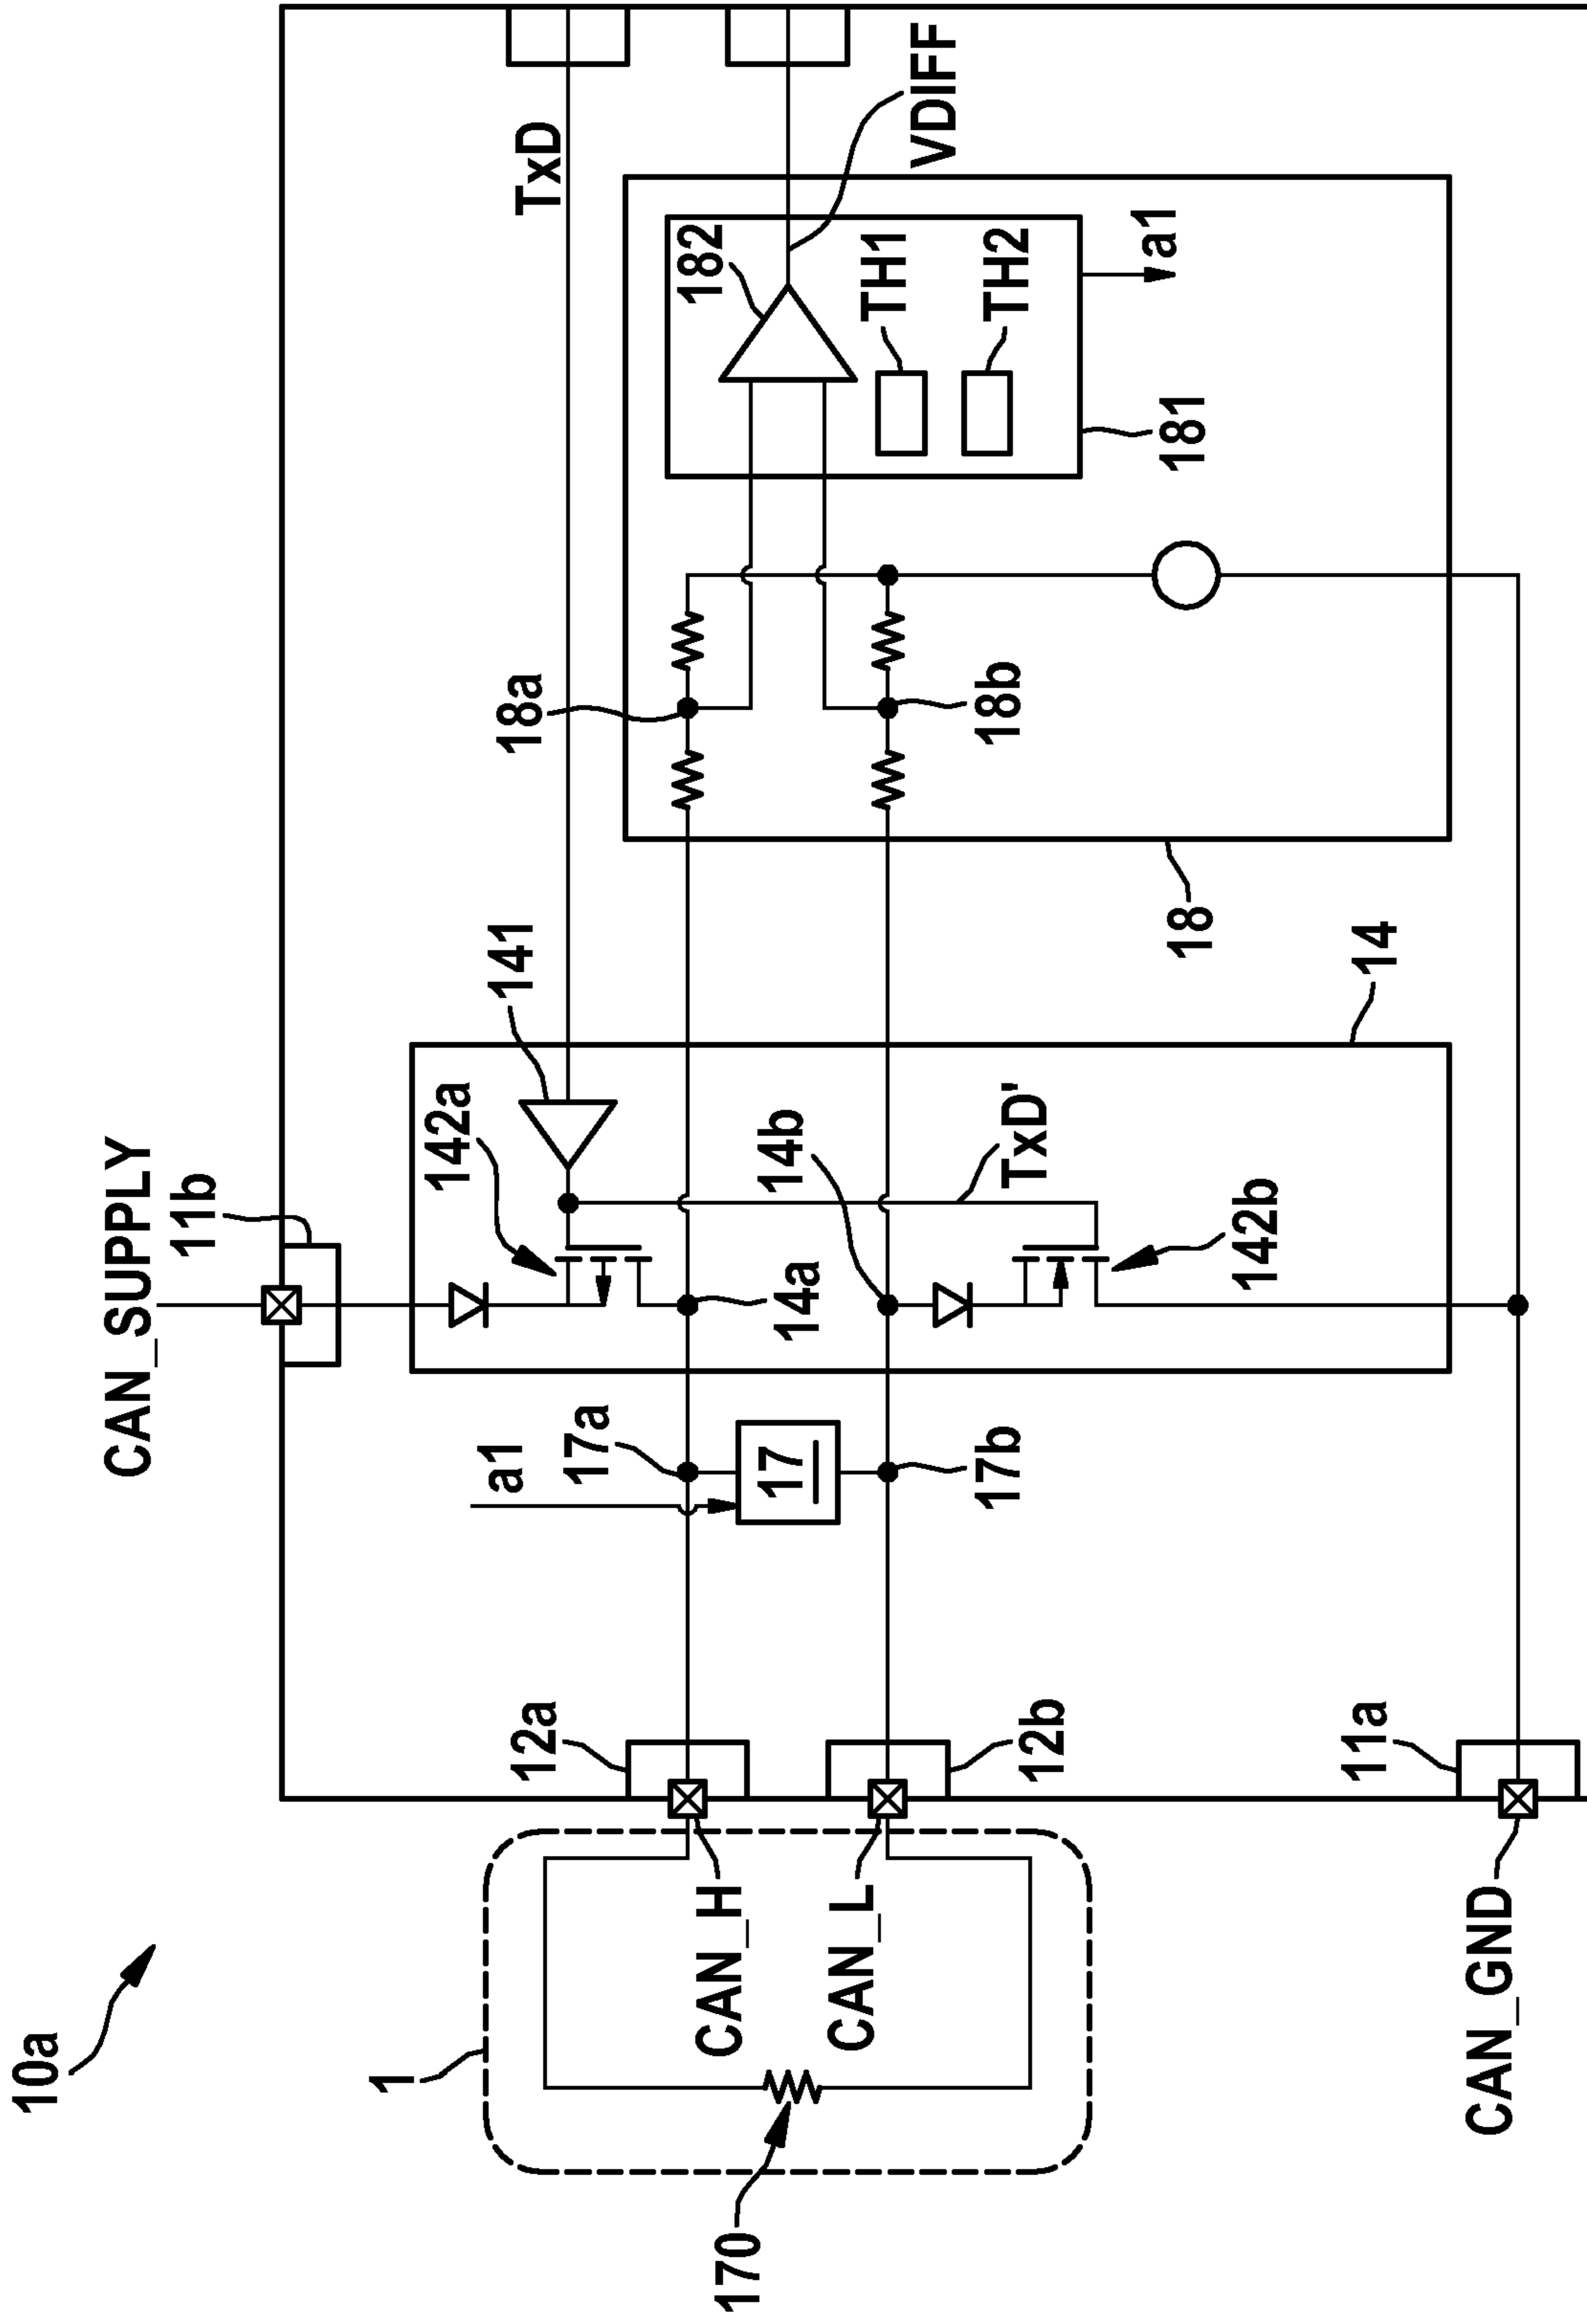 10a
CAN_SUPPLY
11b
TxD
141
142a
18a
182
VDIFF
TH1
TH2
a1
181
18b
18
14
14b
TxD'
142b
14a
a1
17a
17
17b
12a
12b
1
CAN_H
CAN_L
170
11a
CAN_GND